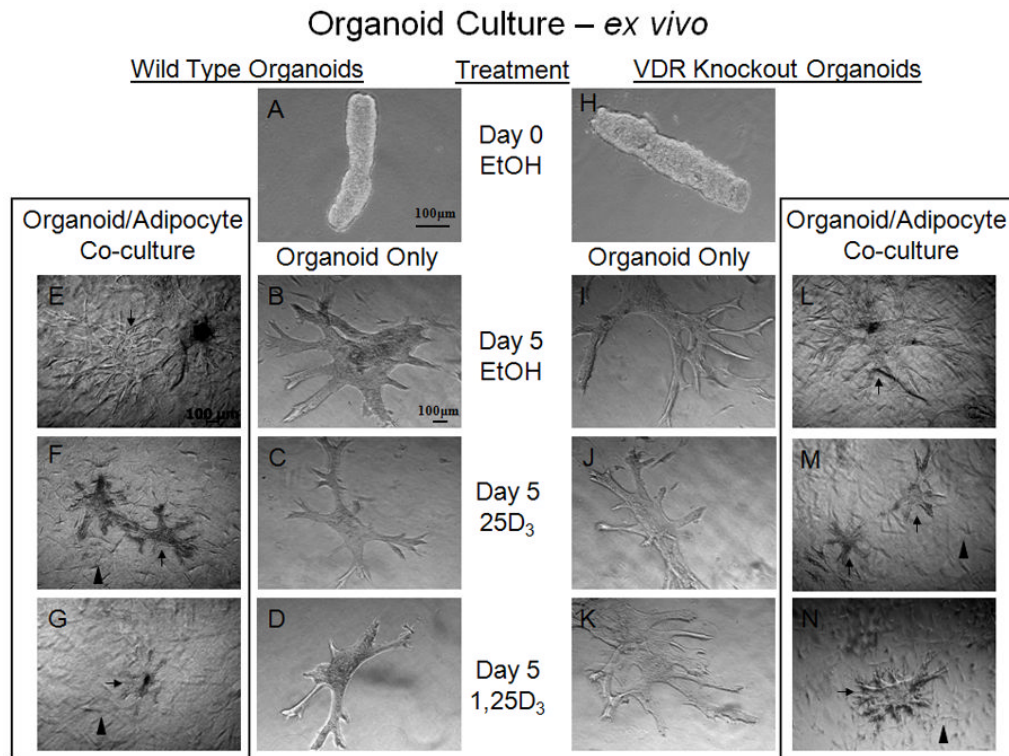 Organoid Culture – ex vivo
Wild Type Organoids
Treatment
VDR Knockout Organoids
A
100μm
Day 0
EtOH
H
Organoid/Adipocyte
Co-culture
Organoid Only
Organoid Only
Organoid/Adipocyte
Co-culture
E
100 μm
B
100μm
Day 5
EtOH
I
L
F
C
Day 5
25D₃
J
M
G
D
Day 5
1,25D₃
K
N